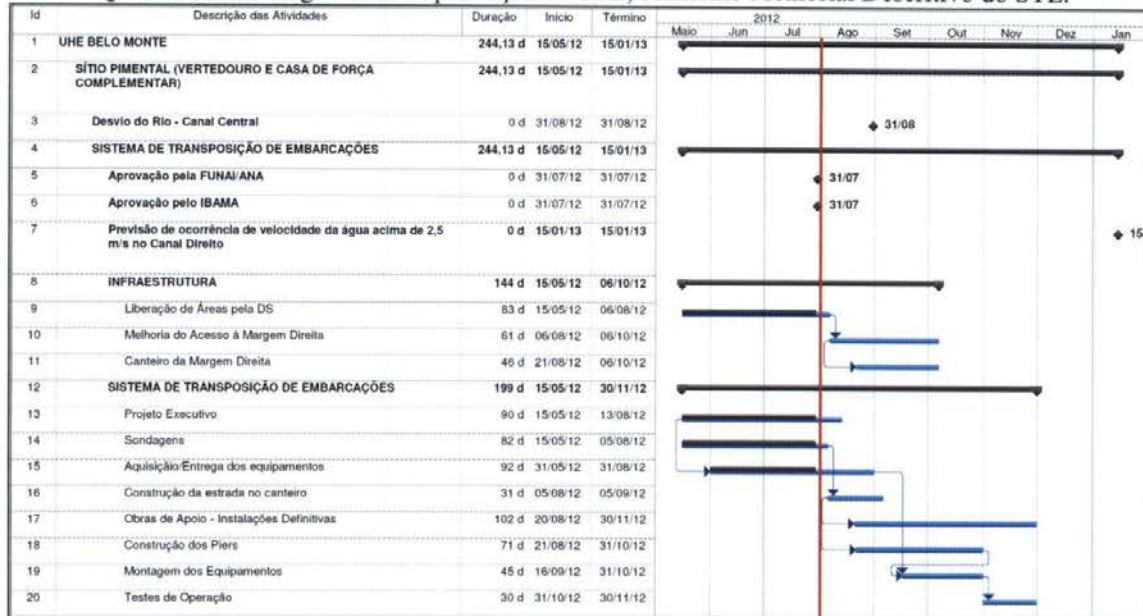 Id Descrição das Atividades Duração Início Término 2012
Maio Jun Jul Ago Set Out Nov Dez Jan
1 UHE BELO MONTE 244,13 d 15/05/12 15/01/13
2 SÍTIO PIMENTAL (VERTEDOURO E CASA DE FORÇA
COMPLEMENTAR) 244,13 d 15/05/12 15/01/13
3 Desvio do Rio - Canal Central 0 d 31/08/12 31/08/12 31/08
4 SISTEMA DE TRANSPOSIÇÃO DE EMBARCAÇÕES 244,13 d 15/05/12 15/01/13
5 Aprovação pela FUNAI/ANA 0 d 31/07/12 31/07/12 31/07
6 Aprovação pelo IBAMA 0 d 31/07/12 31/07/12 31/07
7 Previsão de ocorrência de velocidade da água acima de 2,5
m/s no Canal Direito 0 d 15/01/13 15/01/13 15
8 INFRAESTRUTURA 144 d 15/05/12 06/10/12
9 Liberação de Áreas pela DS 83 d 15/05/12 06/08/12
10 Melhoria do Acesso à Margem Direita 61 d 06/08/12 06/10/12
11 Canteiro da Margem Direita 46 d 21/08/12 06/10/12
12 SISTEMA DE TRANSPOSIÇÃO DE EMBARCAÇÕES 199 d 15/05/12 30/11/12
13 Projeto Executivo 90 d 15/05/12 13/08/12
14 Sondagens 82 d 15/05/12 05/08/12
15 Aquisição/Entrega dos equipamentos 92 d 31/05/12 31/08/12
16 Construção da estrada no canteiro 31 d 05/08/12 05/09/12
17 Obras de Apoio - Instalações Definitivas 102 d 20/08/12 30/11/12
18 Construção dos Piers 71 d 21/08/12 31/10/12
19 Montagem dos Equipamentos 45 d 16/09/12 31/10/12
20 Testes de Operação 30 d 31/10/12 30/11/12